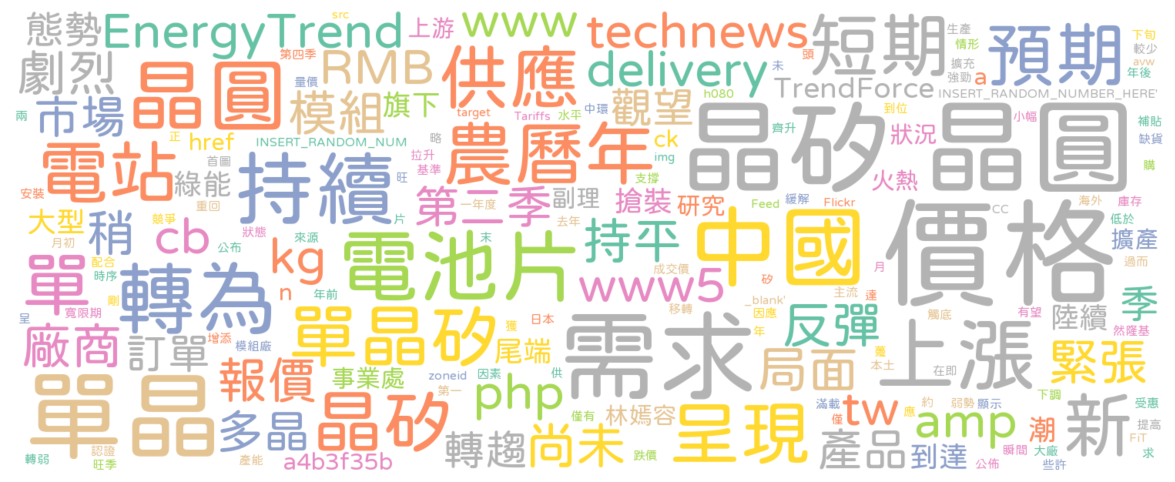 態勢 EnergyTrend src 上游 www technews 短期 生產 預期 下旬
劇烈 第四季 RMB 供應 delivery 頭 情形 較少
晶圓 量價 未 TrendForce 擴充 強勁 a avw 年後
市場 模組 旗下 target Tariffs 水平 中環 觀望 h080 INSERT_RANDOM_NUMBER_HERE'
兩 正 href INSERT_RANDOM_NUM 略 農曆年 ck 齊升 晶矽 到位 狀況 晶圓 小幅 補貼 缺貨
電站 首圖 持續 拉升 基準 img 支撐 火熱 購
安裝 綠能 重回 旺 第二季 一年度 副理 搶裝 研究 Feed 緩解 Flickr CC 海外 庫存
大型 競爭 稍 cb 狀態 公布 來源 片 去年 持平 中國 價格 低於 擴產
月初 配合 時序 單 轉為 kg 末 電池片 成交價 www5 矽 月 過而
寬限期 剛 n 年前 移轉 _blank' 因應 主流 達 有望 季
呈 廠商 訂單 增添 模組廠 單晶矽 獲 日本 尾端 需求 年 反彈 觸底 陸續 然隆基
報價 事業處 zoneid 因素 供 局面 本土 上漲 在即 緊張
單晶 多晶 晶矽 第一 php 僅有 林嫣容 呈現 滿載 tw 僅 應 約 弱勢 顯示 下調 新 受惠
轉弱 認證 旺季 產能 a4b3f35b 轉趨 尚未 跌價 產品 到達 amp 公佈 瞬間 潮 大廠 些許 提高 FiT 求